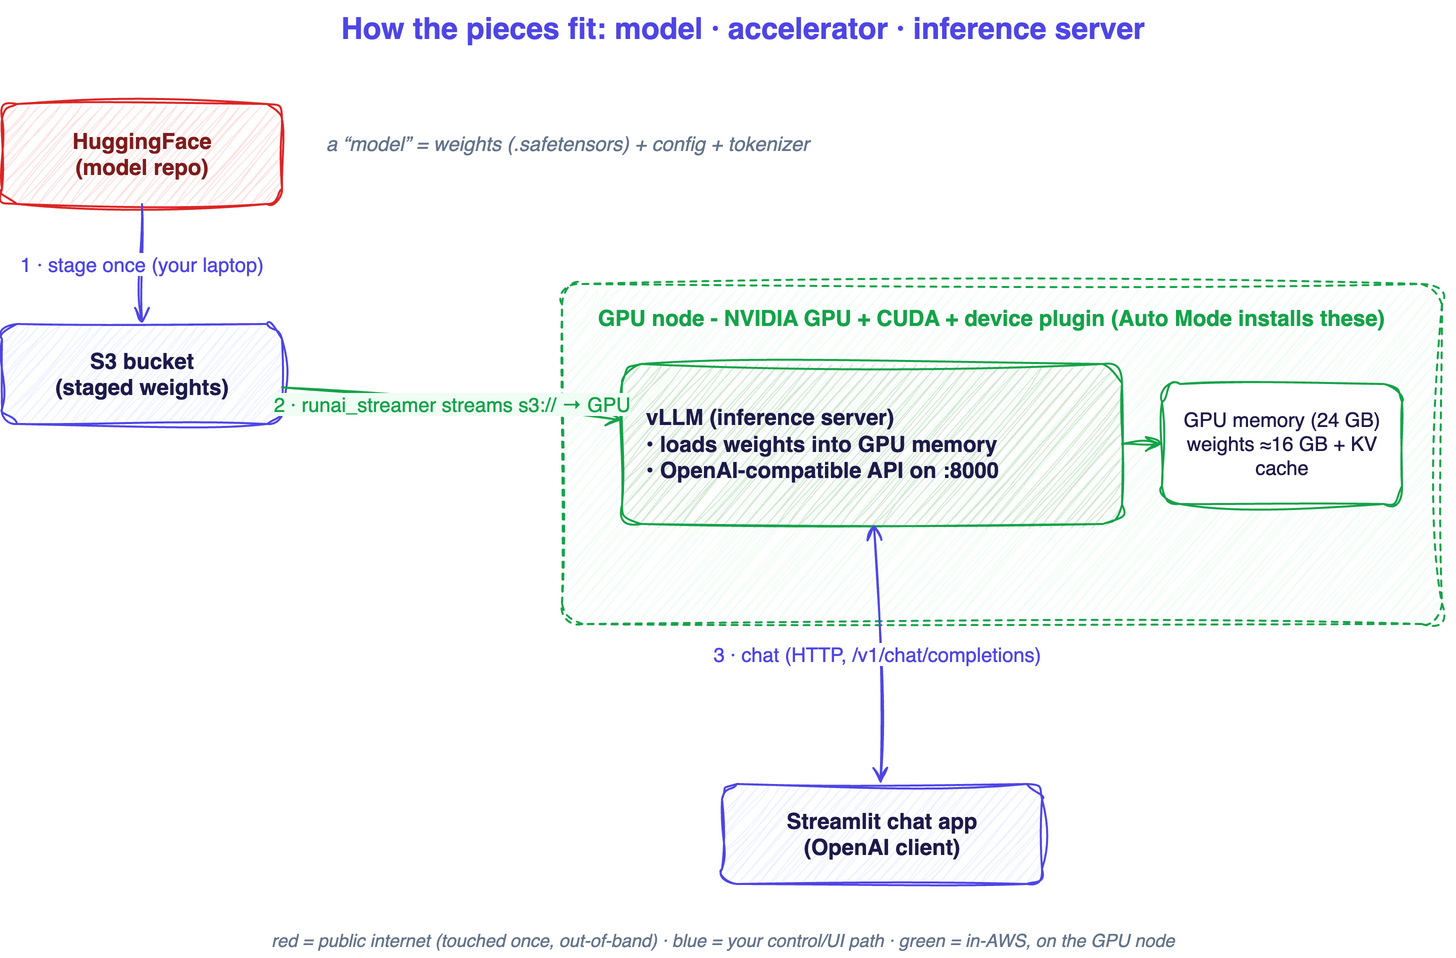 How the pieces fit: model · accelerator · inference server
HuggingFace
(model repo)
a “model” = weights (.safetensors) + config + tokenizer
1 · stage once (your laptop)
S3 bucket
(staged weights)
2 · runai_streamer streams s3:// → GPU
GPU node - NVIDIA GPU + CUDA + device plugin (Auto Mode installs these)
vLLM (inference server)
• loads weights into GPU memory
• OpenAI-compatible API on :8000
GPU memory (24 GB)
weights ≈16 GB + KV
cache
3 · chat (HTTP, /v1/chat/completions)
Streamlit chat app
(OpenAI client)
red = public internet (touched once, out-of-band) · blue = your control/UI path · green = in-AWS, on the GPU node